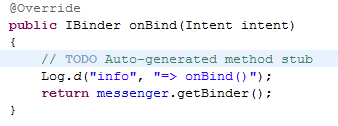 @Override
public IBinder onBind(Intent intent)
{
// TODO Auto-generated method stub
Log.d("info", "=> onBind()");
return messenger.getBinder();
}